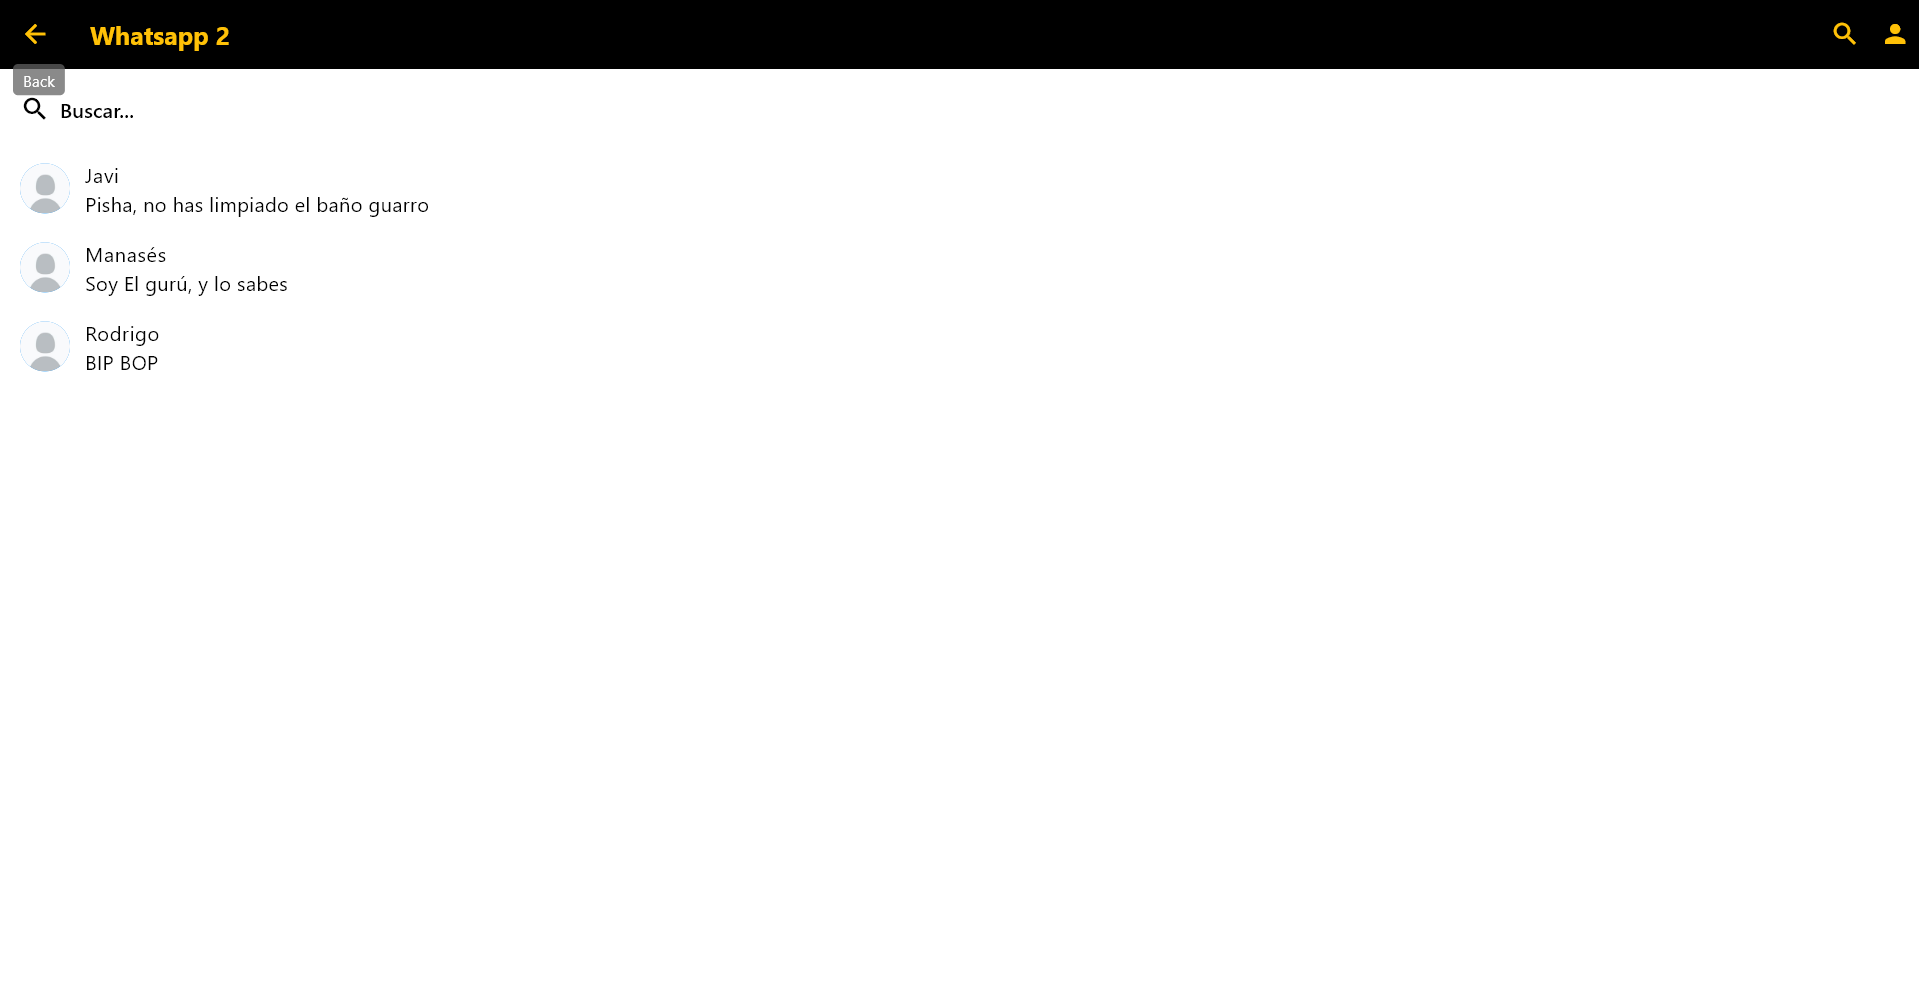 Whatsapp 2
Back
Buscar...
Javi
Pisha, no has limpiado el baño guarro
Manasés
Soy El gurú, y lo sabes
Rodrigo
BIP BOP